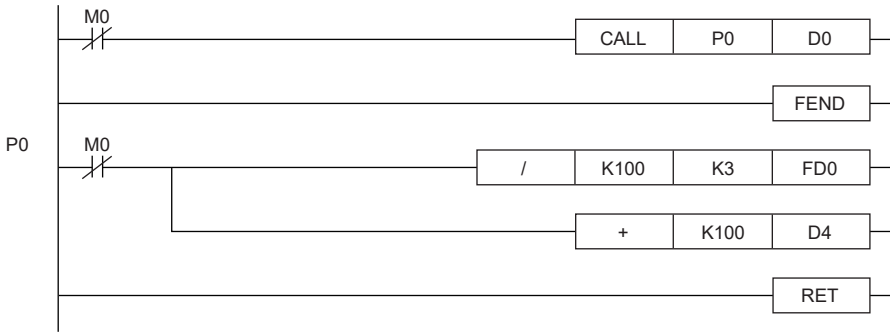 M0
CALL P0 D0
FEND
P0 M0
/ K100 K3 FD0
+ K100 D4
RET